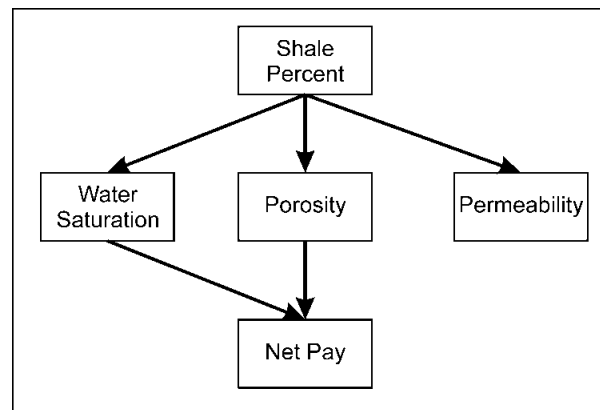 Shale
Percent
Water
Saturation
Porosity
Permeability
Net Pay